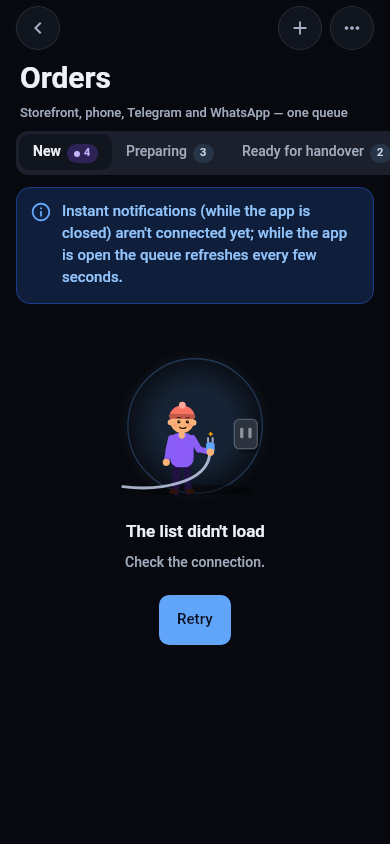 Orders
Storefront, phone, Telegram and WhatsApp — one queue
New 4 Preparing 3 Ready for handover 2
Instant notifications (while the app is
closed) aren't connected yet; while the app
is open the queue refreshes every few
seconds.
The list didn't load
Check the connection.
Retry